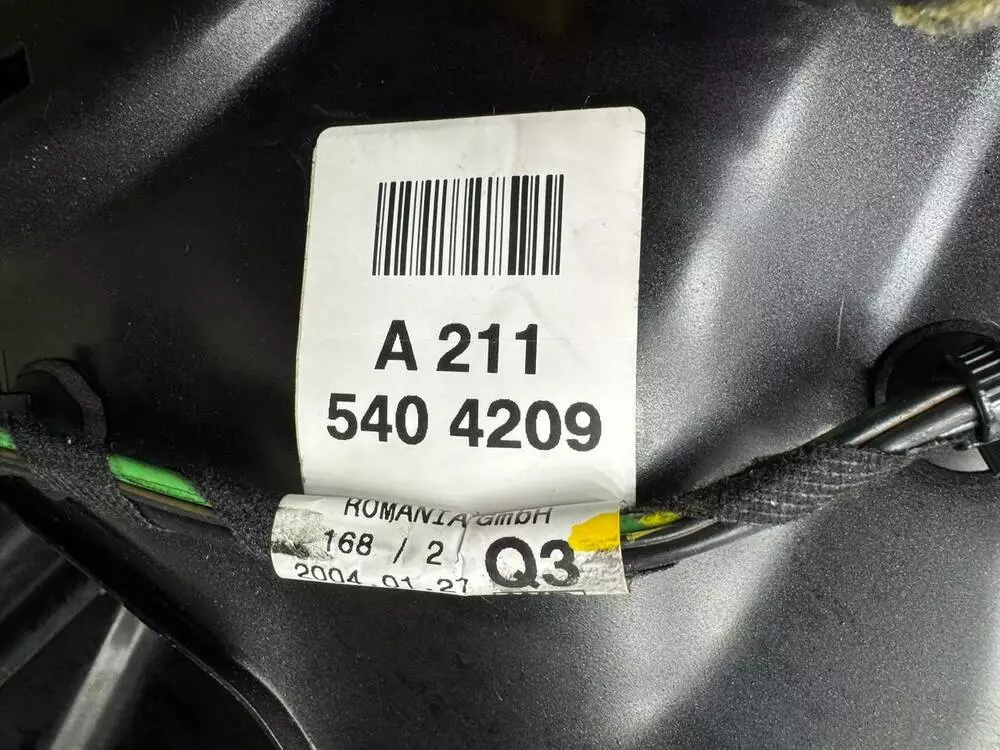 A 211
540 4209
ROMANIA GmbH
168 / 2 Q3
2004.01.27